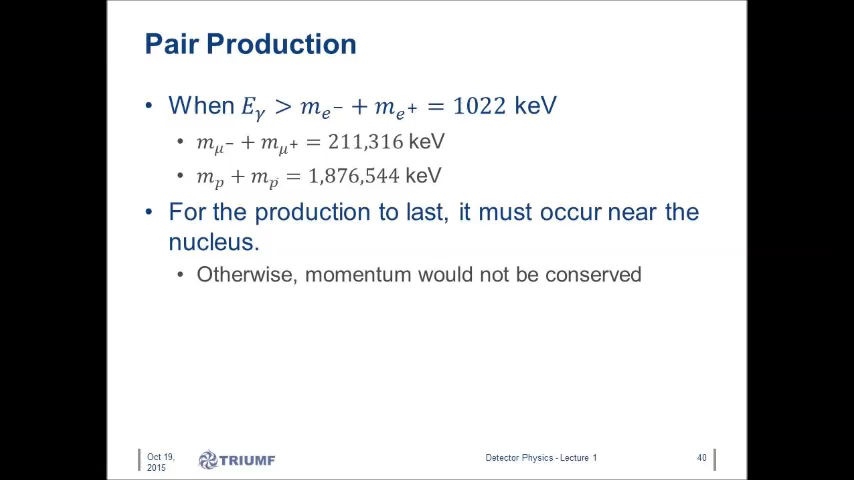 Pair Production
• When 𝐸𝛾 > 𝑚𝑒− + 𝑚𝑒+ = 1022 keV
• 𝑚𝜇− + 𝑚𝜇+ = 211,316 keV
• 𝑚𝑝 + 𝑚𝑝̄ = 1,876,544 keV
• For the production to last, it must occur near the
nucleus.
• Otherwise, momentum would not be conserved
Oct 19,
2015
TRIUMF
Detector Physics - Lecture 1
40